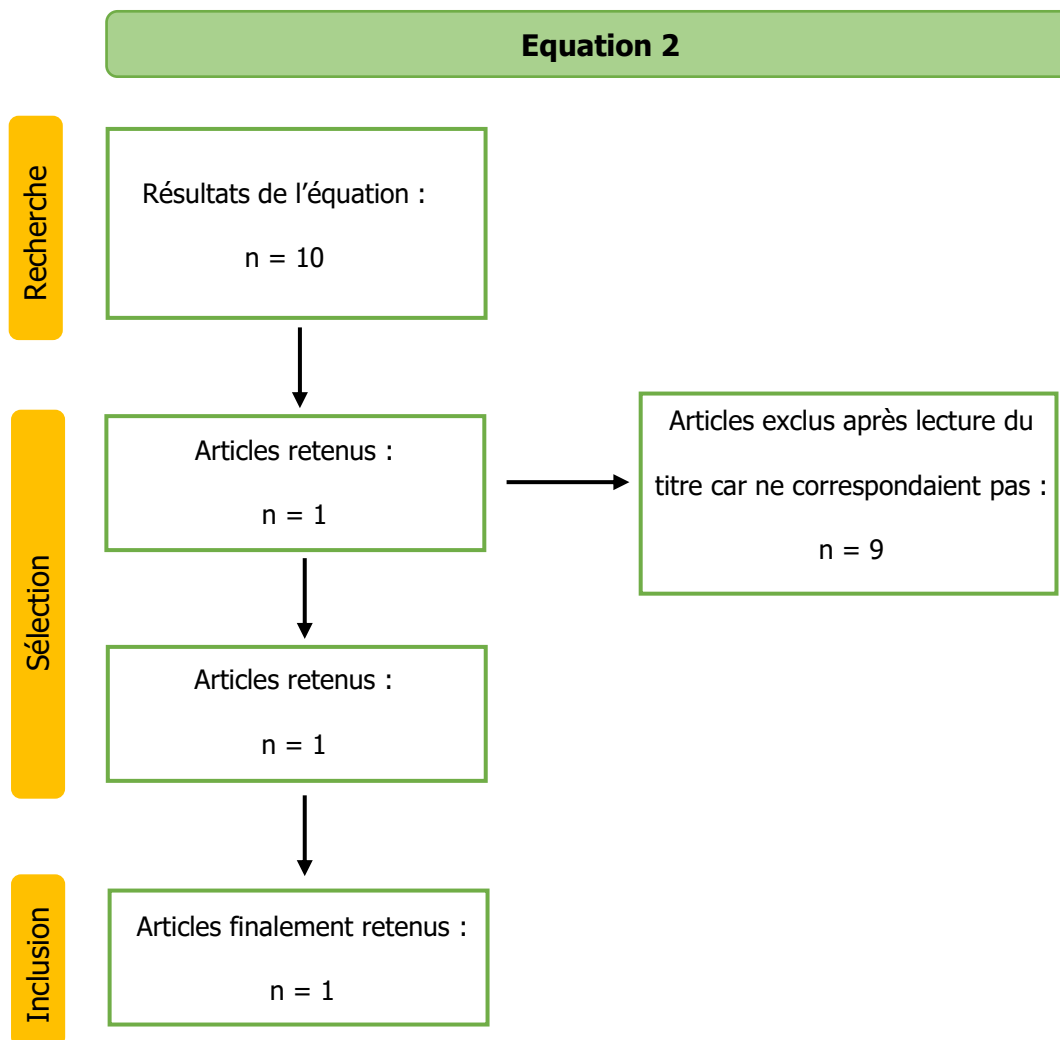 Equation 2
Recherche
Résultats de l’équation :
n = 10
Sélection
Articles retenus :
n = 1
Articles exclus après lecture du
titre car ne correspondaient pas :
n = 9
Articles retenus :
n = 1
Inclusion
Articles finalement retenus :
n = 1